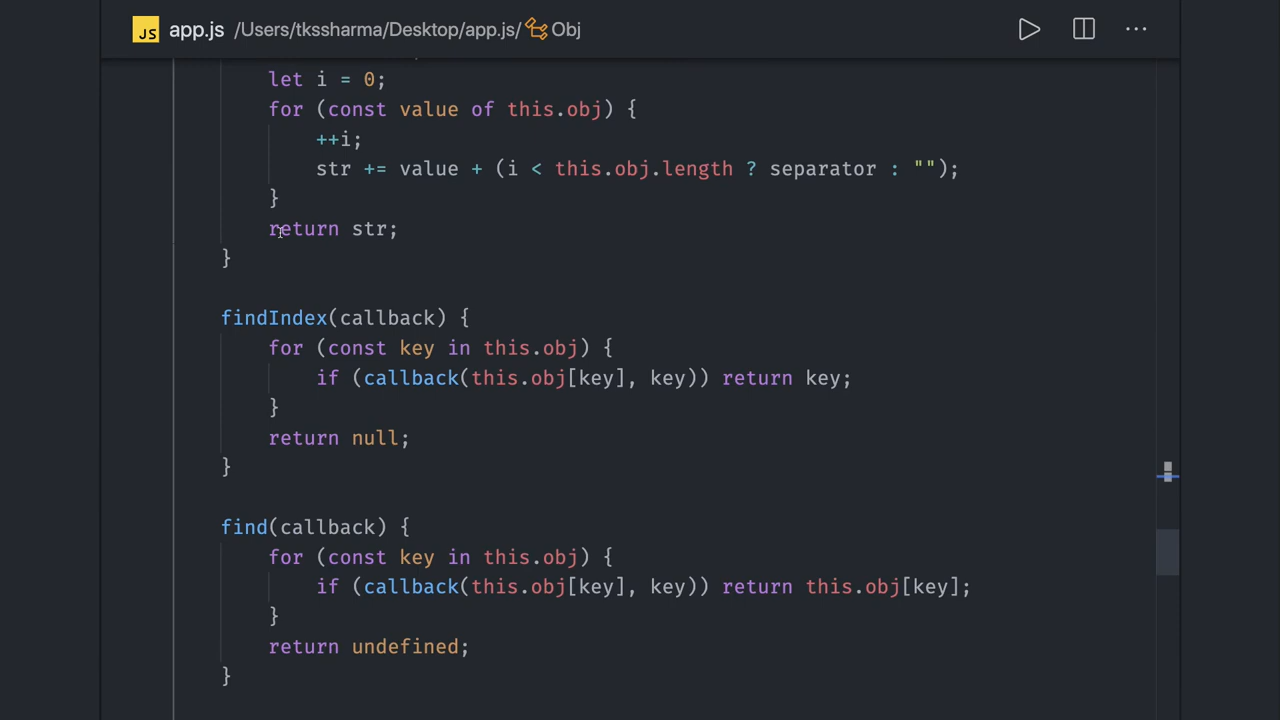 JS app.js /Users/tkssharma/Desktop/app.js/ Obj
let i = 0;
for (const value of this.obj) {
++i;
str += value + (i < this.obj.length ? separator : "");
}
return str;
}
findIndex(callback) {
for (const key in this.obj) {
if (callback(this.obj[key], key)) return key;
}
return null;
}
find(callback) {
for (const key in this.obj) {
if (callback(this.obj[key], key)) return this.obj[key];
}
return undefined;
}